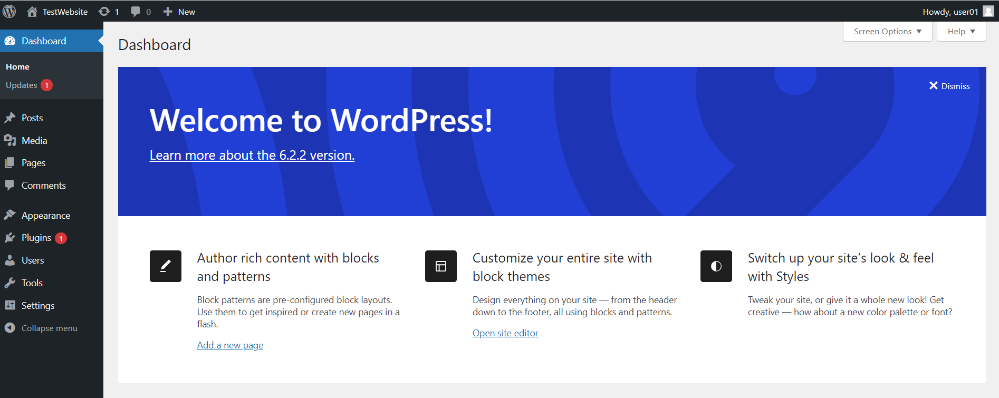 TestWebsite 1 0 New Howdy, user01
Dashboard
Home
Updates 1
Posts
Media
Pages
Comments
Appearance
Plugins 1
Users
Tools
Settings
Collapse menu
Screen Options Help
Dashboard
Dismiss
Welcome to WordPress!
Learn more about the 6.2.2 version.
Author rich content with blocks
and patterns
Block patterns are pre-configured block layouts.
Use them to get inspired or create new pages in a
flash.
Add a new page
Customize your entire site with
block themes
Design everything on your site — from the header
down to the footer, all using blocks and patterns.
Open site editor
Switch up your site’s look & feel
with Styles
Tweak your site, or give it a whole new look! Get
creative — how about a new color palette or font?